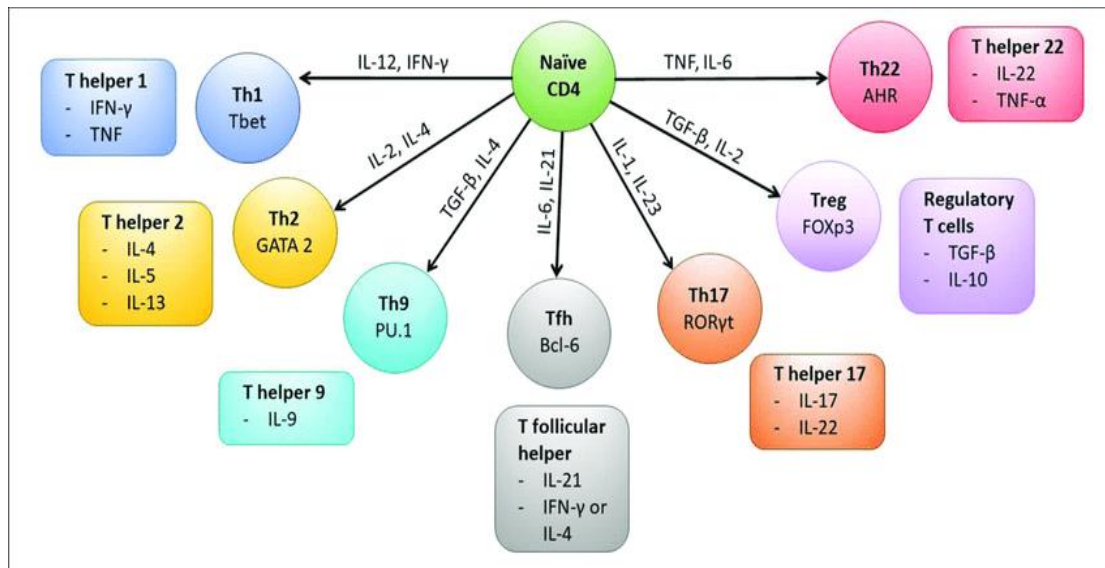 T helper 1
- IFN-γ
- TNF
Th1
Tbet
IL-12, IFN-γ
Naïve
CD4
TNF, IL-6
Th22
AHR
T helper 22
- IL-22
- TNF-α
IL-2, IL-4
TGF-β, IL-4
IL-6, IL-21
IL-1, IL-23
TGF-β, IL-2
T helper 2
- IL-4
- IL-5
- IL-13
Th2
GATA 2
Th9
PU.1
Tfh
Bcl-6
Th17
RORγt
Treg
FOXp3
Regulatory
T cells
- TGF-β
- IL-10
T helper 9
- IL-9
T follicular
helper
- IL-21
- IFN-γ or
IL-4
T helper 17
- IL-17
- IL-22